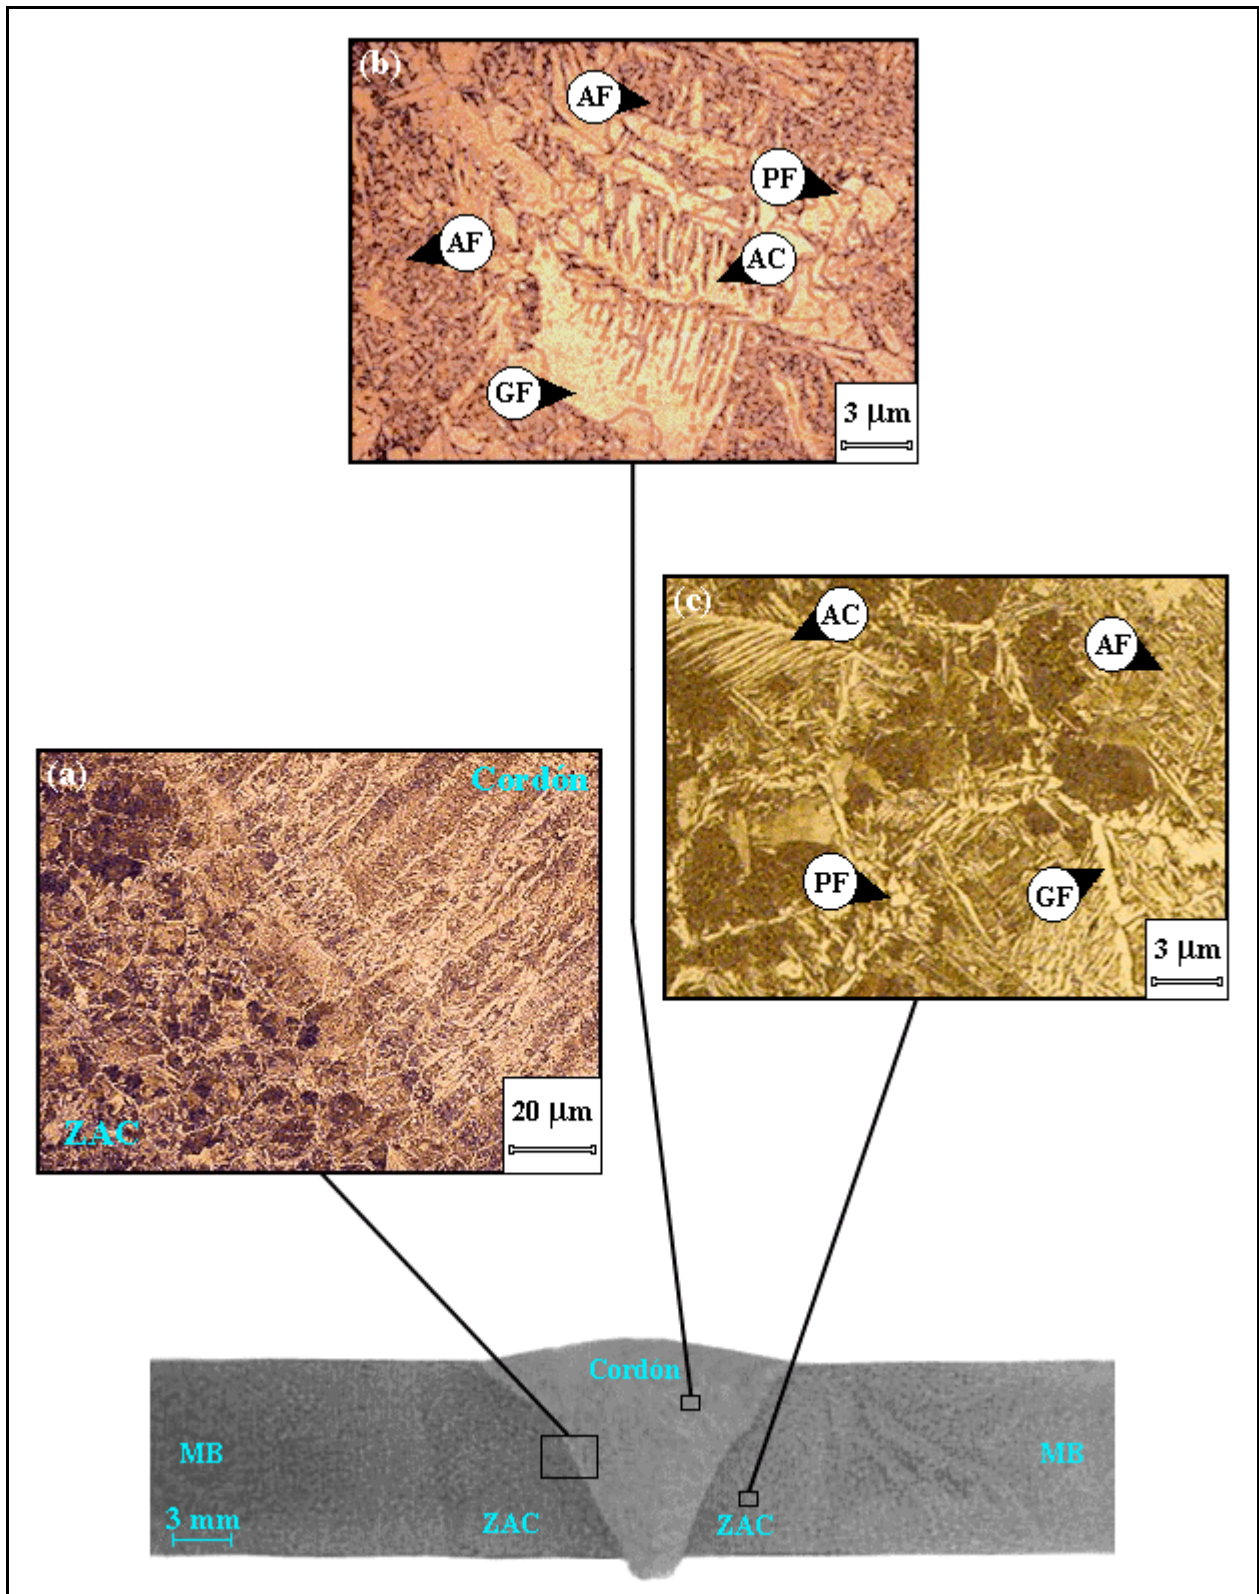 (b)
AF
PF
AF
AC
GF
3 µm
(c)
AC
AF
PF
GF
3 µm
(a)
Cordón
ZAC
20 µm
Cordón
MB
MB
ZAC
ZAC
3 mm